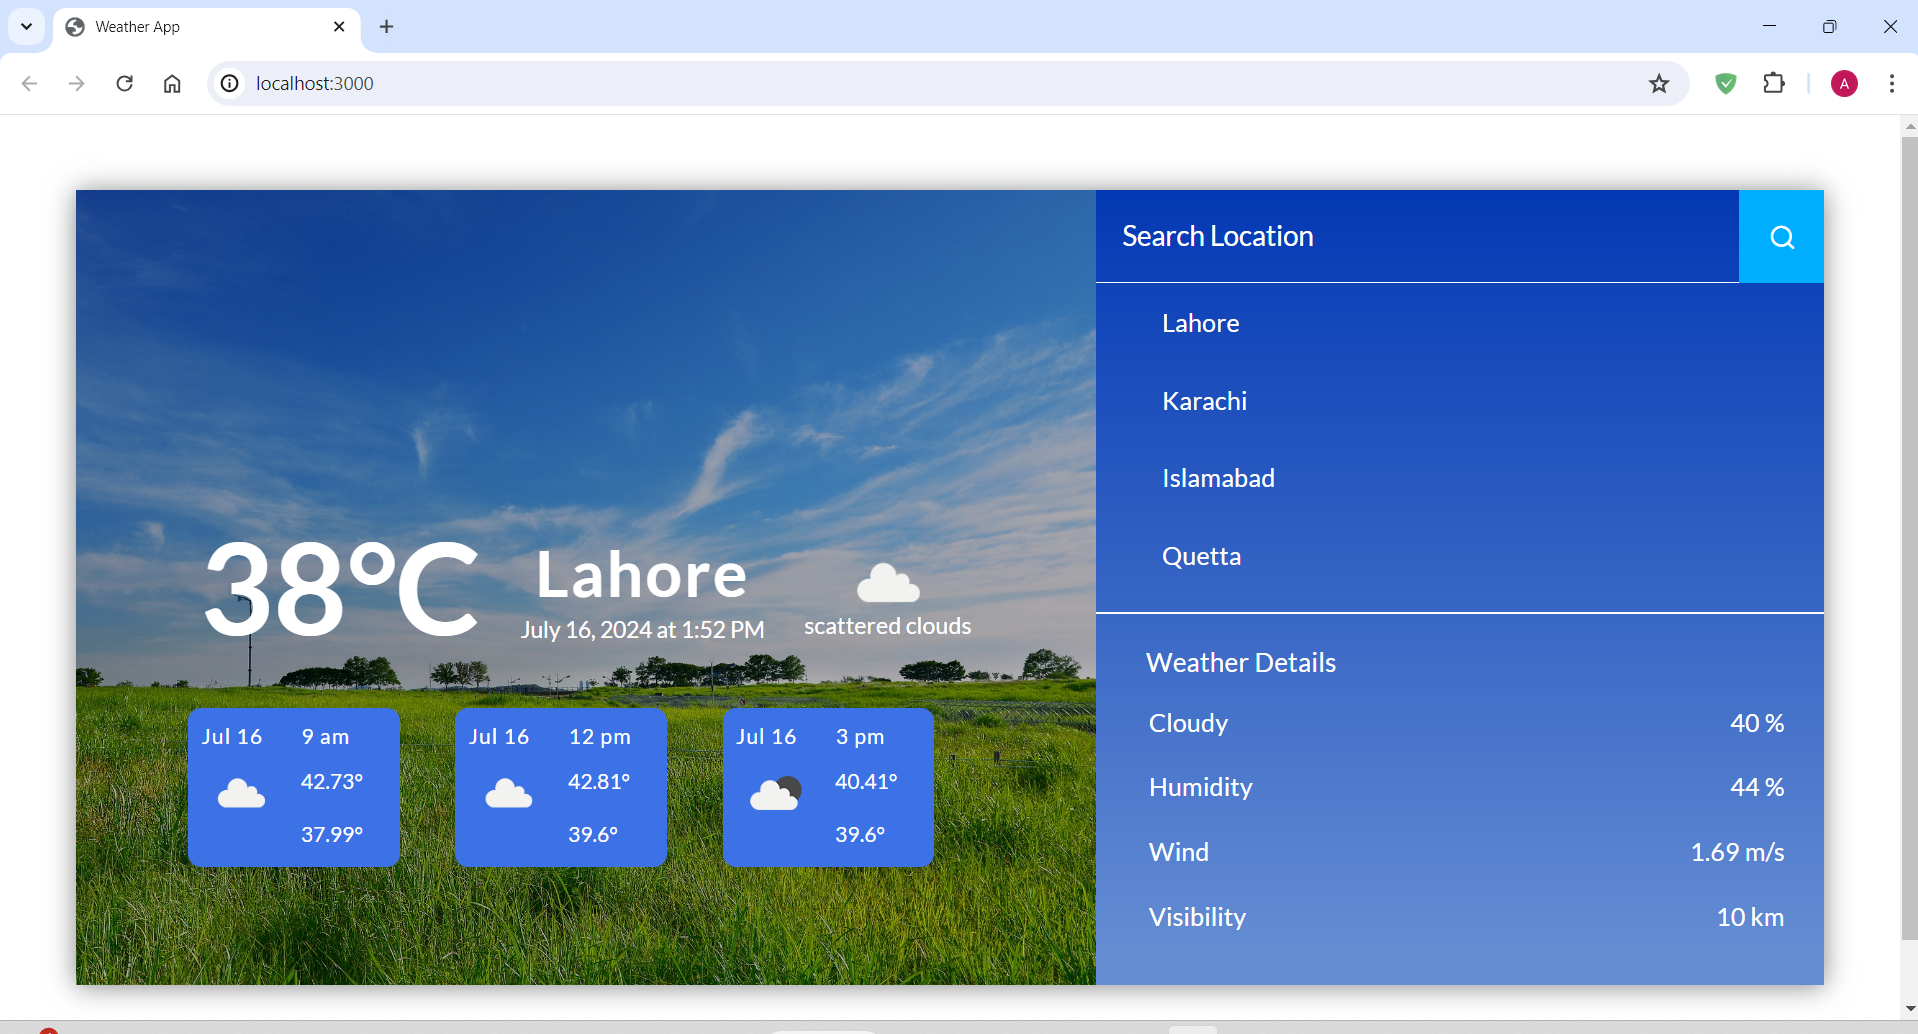 Weather App
localhost:3000
A
Search Location
Lahore
Karachi
Islamabad
Quetta
38°C
Lahore
July 16, 2024 at 1:52 PM
scattered clouds
Jul 16 9 am
42.73°
37.99°
Jul 16 12 pm
42.81°
39.6°
Jul 16 3 pm
40.41°
39.6°
Weather Details
Cloudy 40 %
Humidity 44 %
Wind 1.69 m/s
Visibility 10 km